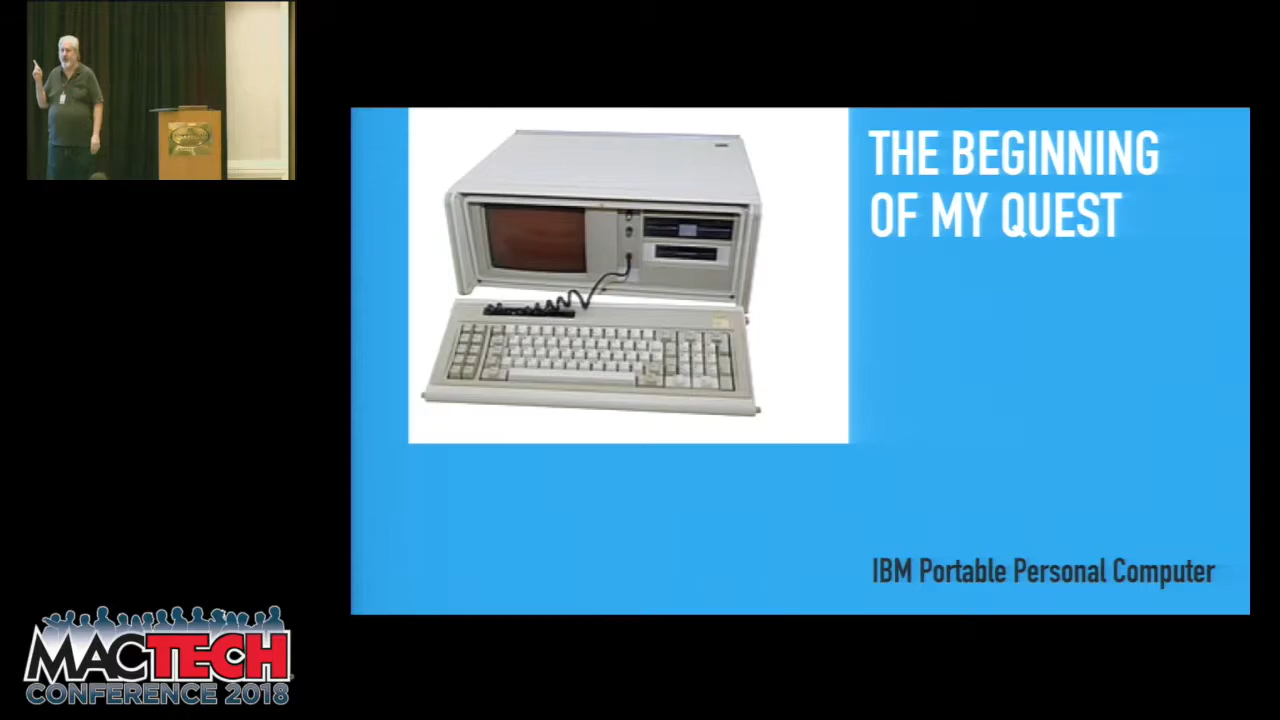 THE BEGINNING
OF MY QUEST
IBM Portable Personal Computer
MACTECH
CONFERENCE 2018